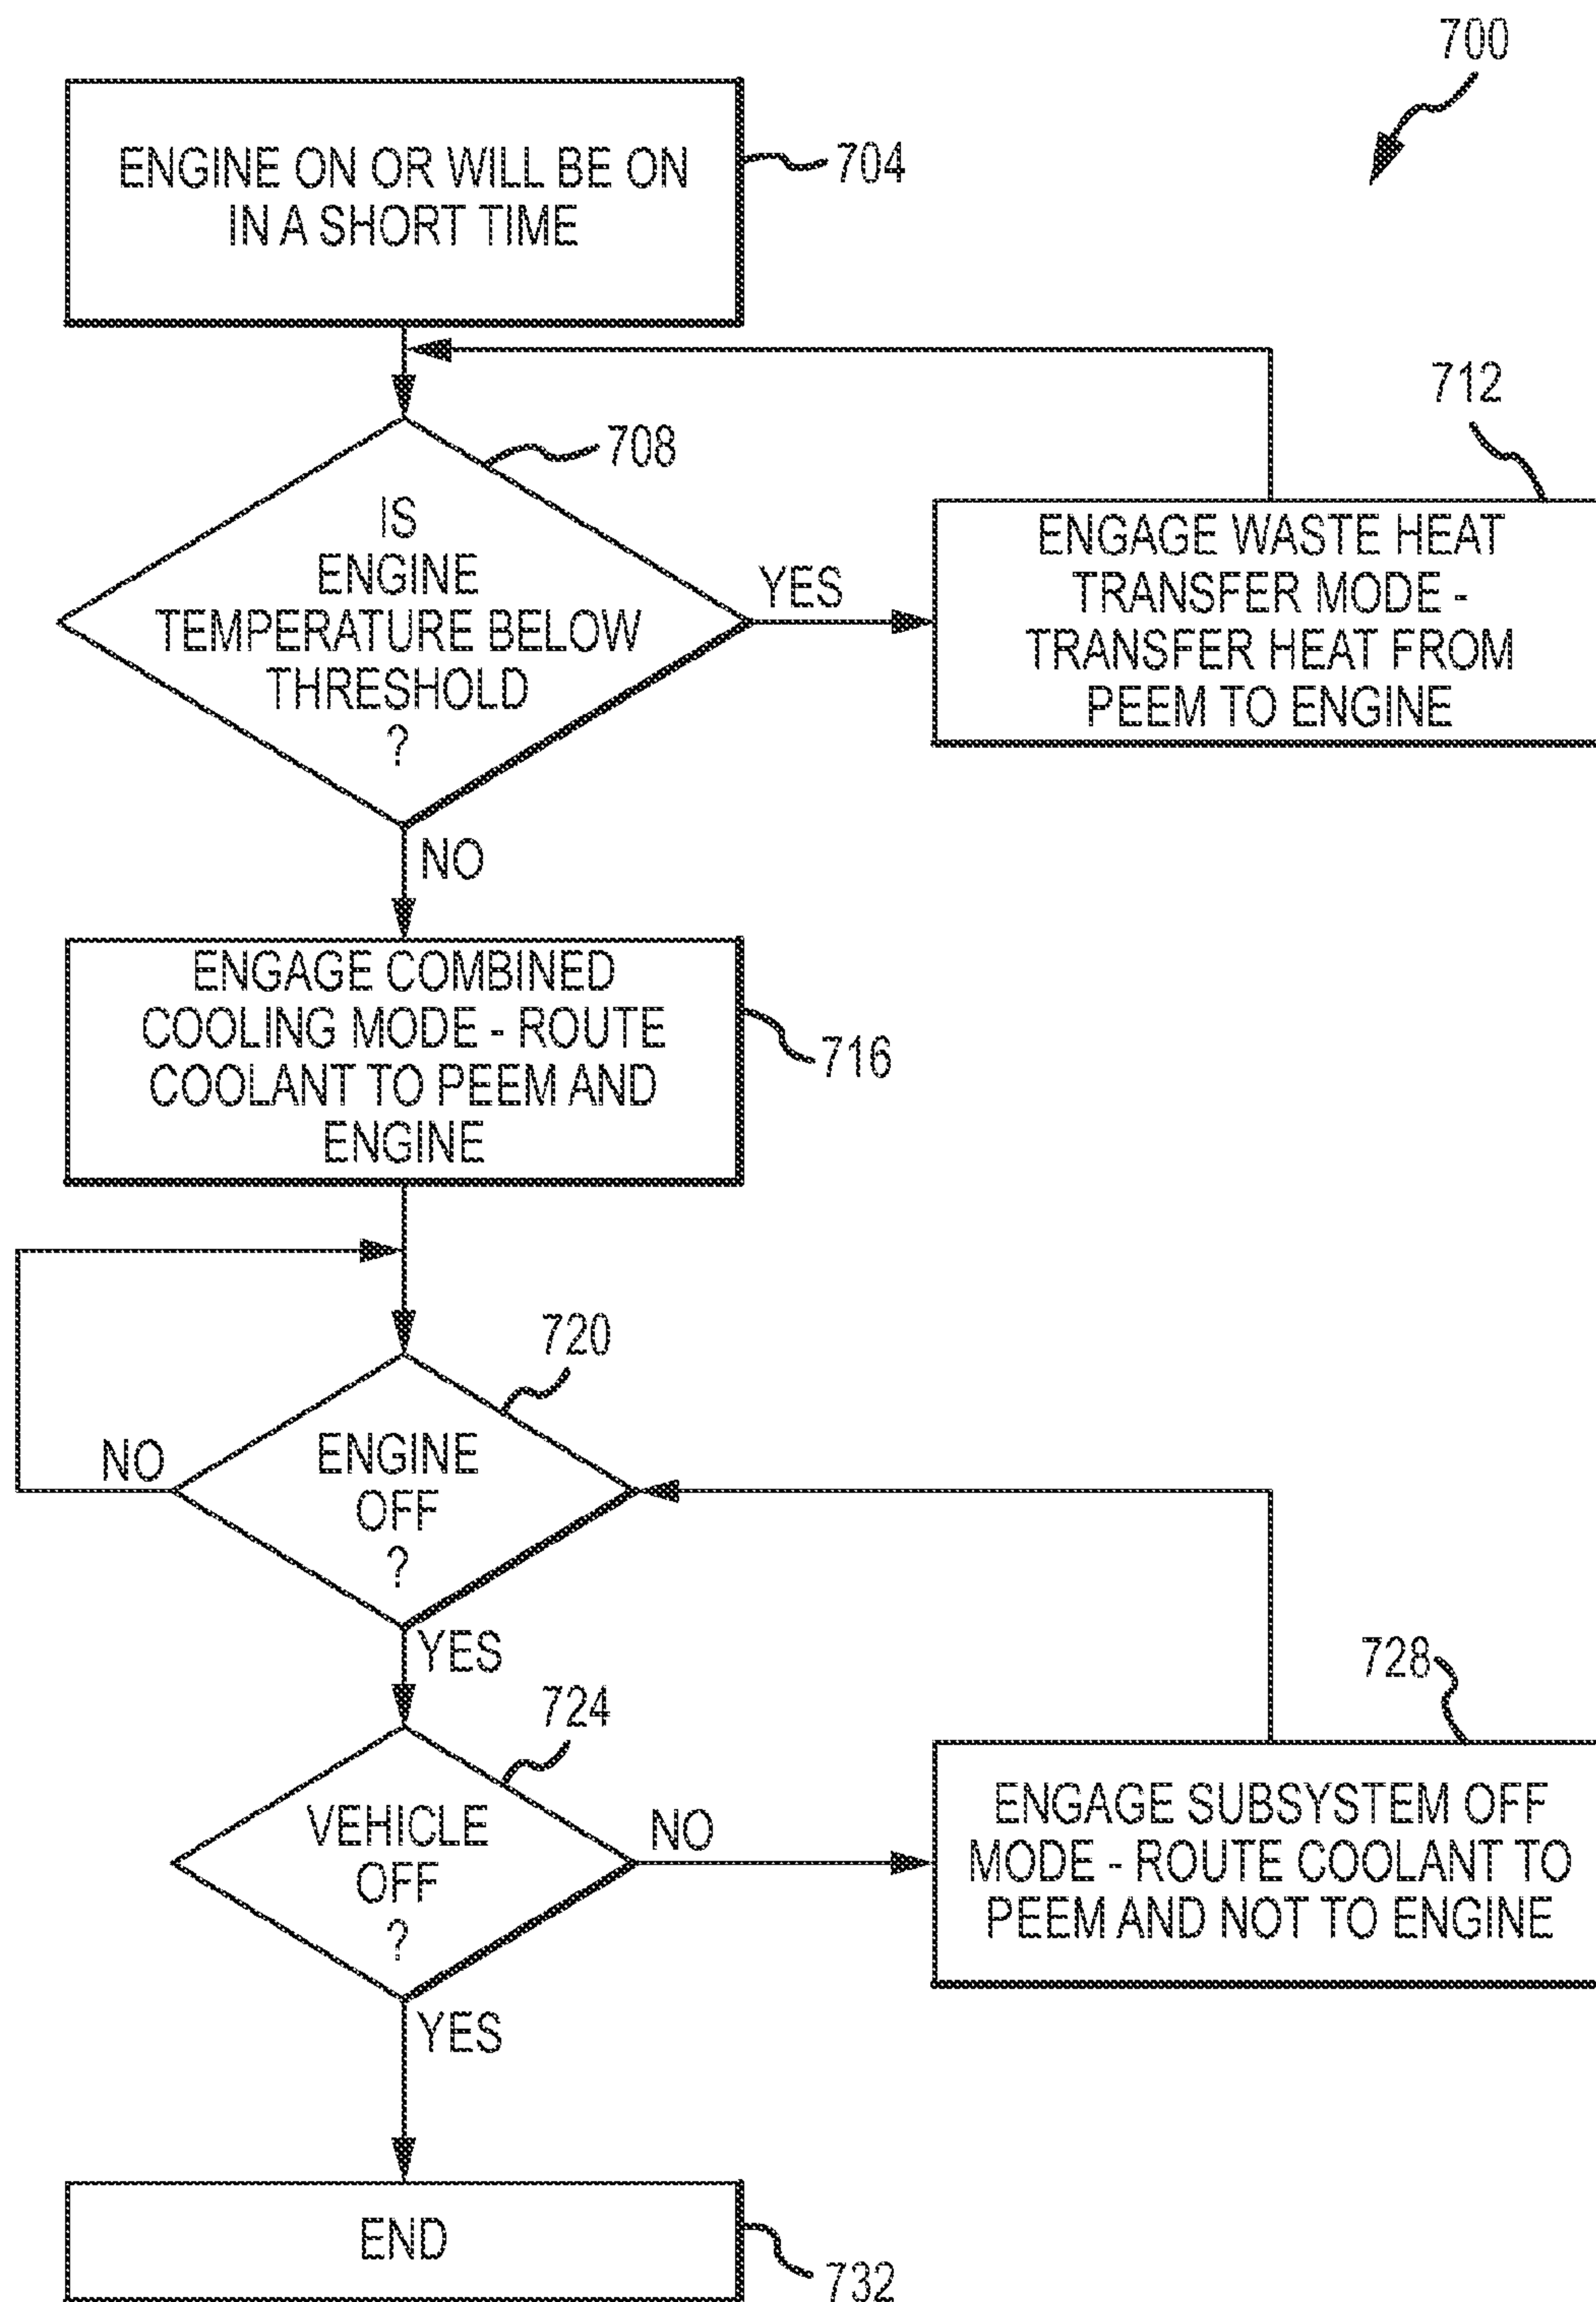 700
ENGINE ON OR WILL BE ON
IN A SHORT TIME
704
708
IS
ENGINE
TEMPERATURE BELOW
THRESHOLD
?
YES
712
ENGAGE WASTE HEAT
TRANSFER MODE -
TRANSFER HEAT FROM
PEEM TO ENGINE
NO
ENGAGE COMBINED
COOLING MODE - ROUTE
COOLANT TO PEEM AND
ENGINE
716
720
ENGINE
OFF
?
NO
YES
724
VEHICLE
OFF
?
NO
728
ENGAGE SUBSYSTEM OFF
MODE - ROUTE COOLANT TO
PEEM AND NOT TO ENGINE
YES
END
732